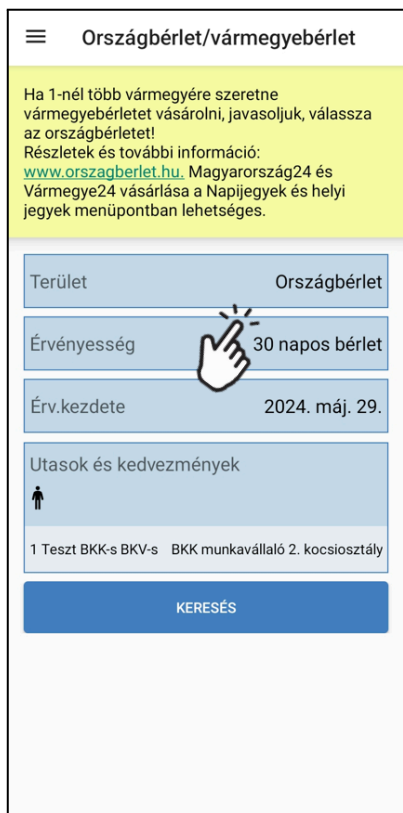 Országbérlet/vármegyebérlet
Ha 1-nél több vármegyére szeretne
vármegyebérletet vásárolni, javasoljuk, válassza
az országbérletet!
Részletek és további információ:
www.orszagberlet.hu. Magyarország24 és
Vármegye24 vásárlása a Napijegyek és helyi
jegyek menüpontban lehetséges.
Terület Országbérlet
Érvényesség 30 napos bérlet
Érv.kezdete 2024. máj. 29.
Utasok és kedvezmények
1 Teszt BKK-s BKV-s BKK munkavállaló 2. kocsiosztály
KERESÉS